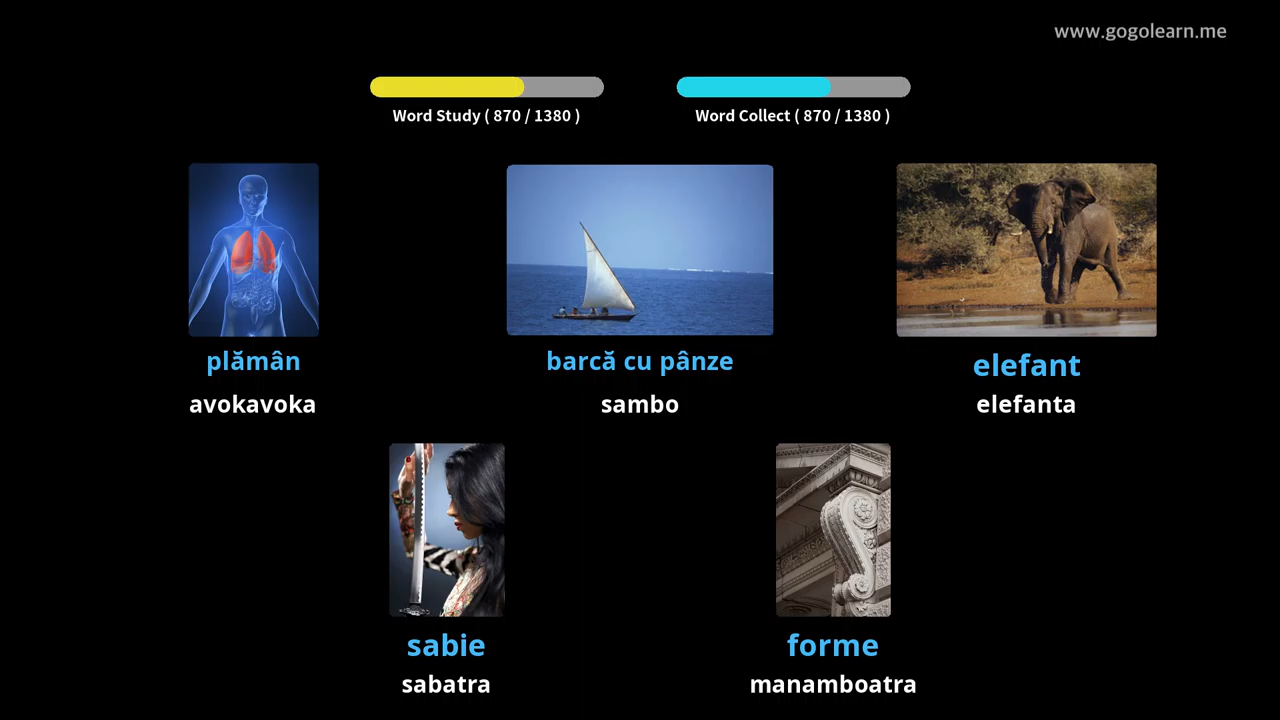 www.gogolearn.me
Word Study ( 870 / 1380 )
Word Collect ( 870 / 1380 )
plămân
avokavoka
barcă cu pânze
sambo
elefant
elefanta
sabie
sabatra
forme
manamboatra